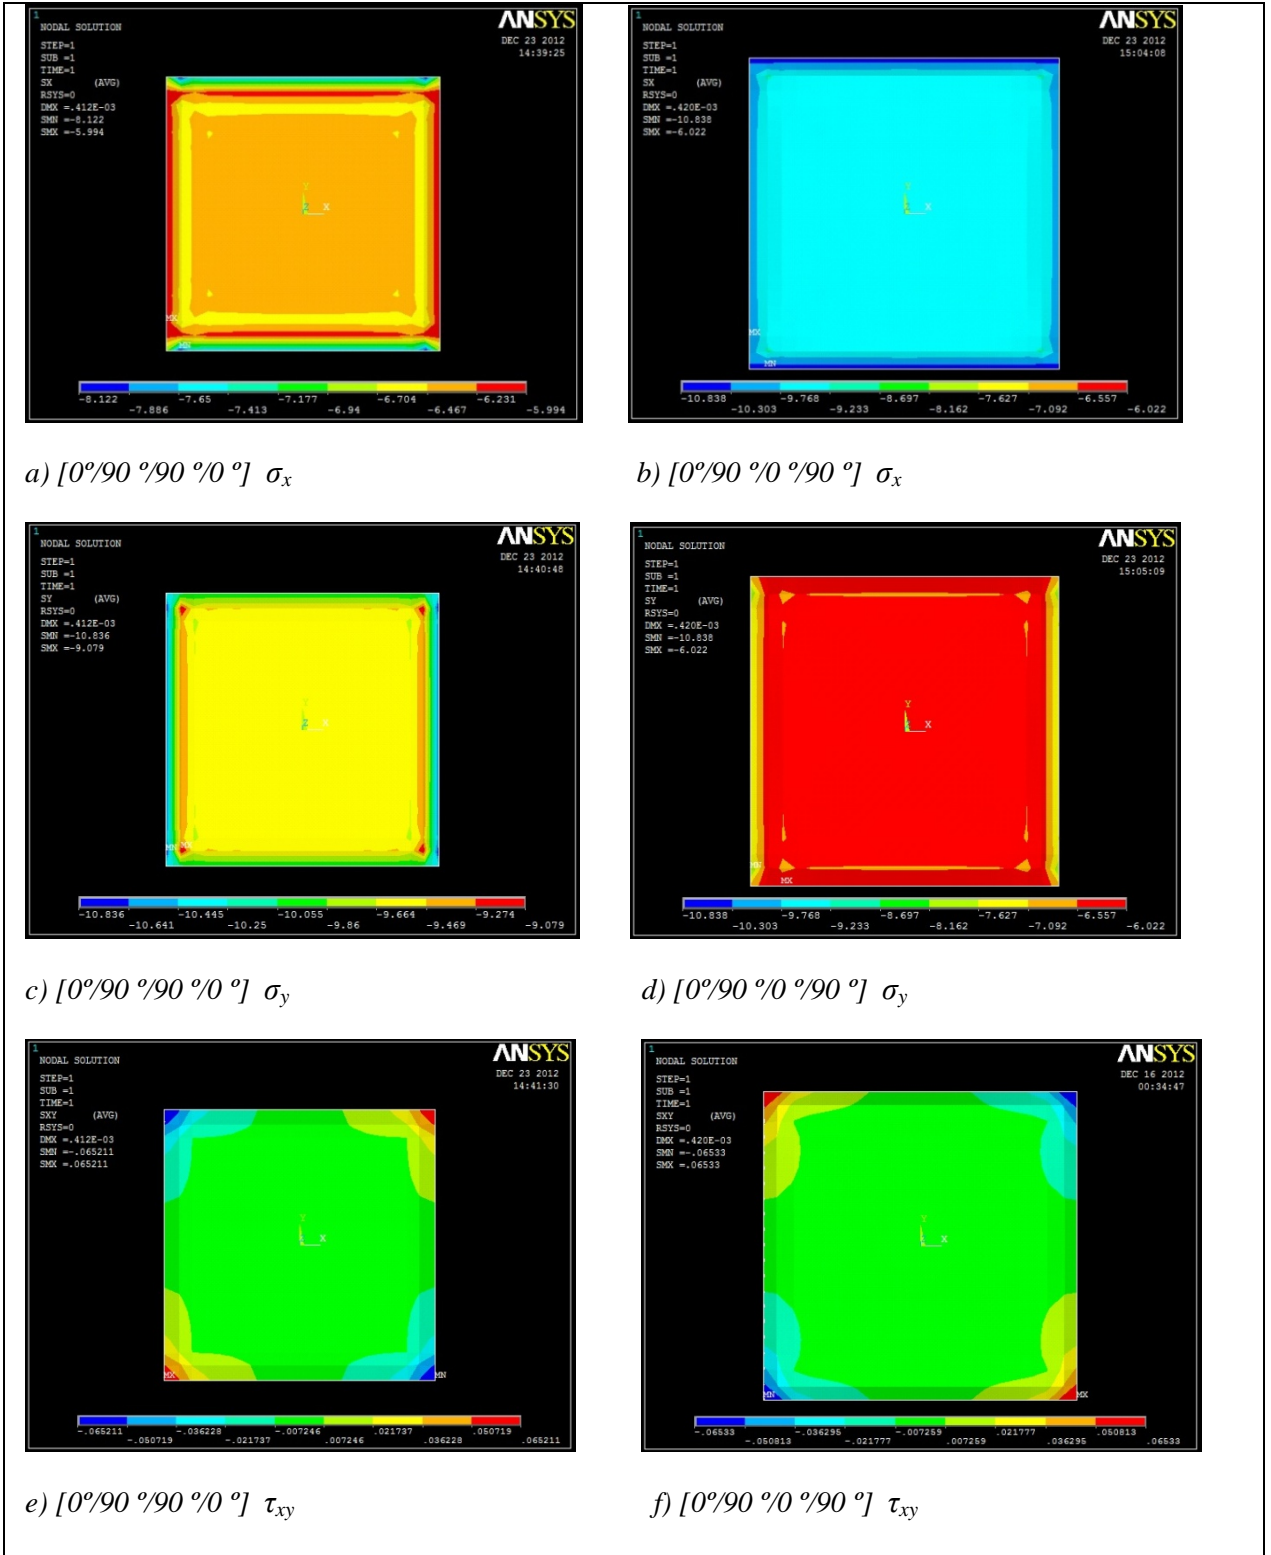 1
NODAL SOLUTION
STEP=1
SUB =1
TIME=1
SX (AVG)
RSYS=0
DMX =.412E-03
SMN =-8.122
SMX =-5.994
ANSYS
DEC 23 2012
14:39:25
Y
Z X
MX
MN
-8.122 -7.65 -7.177 -6.704 -6.231
-7.886 -7.413 -6.94 -6.467 -5.994
1
NODAL SOLUTION
STEP=1
SUB =1
TIME=1
SX (AVG)
RSYS=0
DMX =.420E-03
SMN =-10.838
SMX =-6.022
ANSYS
DEC 23 2012
15:04:08
Y
X
MX
MN
-10.838 -9.768 -8.697 -7.627 -6.557
-10.303 -9.233 -8.162 -7.092 -6.022
a) [0º/90 º/90 º/0 º] σx
b) [0º/90 º/0 º/90 º] σx
1
NODAL SOLUTION
STEP=1
SUB =1
TIME=1
SY (AVG)
RSYS=0
DMX =.412E-03
SMN =-10.836
SMX =-9.079
ANSYS
DEC 23 2012
14:40:48
Y
Z X
MN MX
-10.836 -10.445 -10.055 -9.664 -9.274
-10.641 -10.25 -9.86 -9.469 -9.079
1
NODAL SOLUTION
STEP=1
SUB =1
TIME=1
SY (AVG)
RSYS=0
DMX =.420E-03
SMN =-10.838
SMX =-6.022
ANSYS
DEC 23 2012
15:05:09
Y
X
MN
MX
-10.838 -9.768 -8.697 -7.627 -6.557
-10.303 -9.233 -8.162 -7.092 -6.022
c) [0º/90 º/90 º/0 º] σy
d) [0º/90 º/0 º/90 º] σy
1
NODAL SOLUTION
STEP=1
SUB =1
TIME=1
SXY (AVG)
RSYS=0
DMX =.412E-03
SMN =-.065211
SMX =.065211
ANSYS
DEC 23 2012
14:41:30
Y
X
MX MN
-.065211 -.036228 -.007246 .021737 .050719
-.050719 -.021737 .007246 .036228 .065211
1
NODAL SOLUTION
STEP=1
SUB =1
TIME=1
SXY (AVG)
RSYS=0
DMX =.420E-03
SMN =-.06533
SMX =.06533
ANSYS
DEC 16 2012
00:34:47
Y
X
MN MX
-.06533 -.036295 -.007259 .021777 .050813
-.050813 -.021777 .007259 .036295 .06533
e) [0º/90 º/90 º/0 º] τxy
f) [0º/90 º/0 º/90 º] τxy